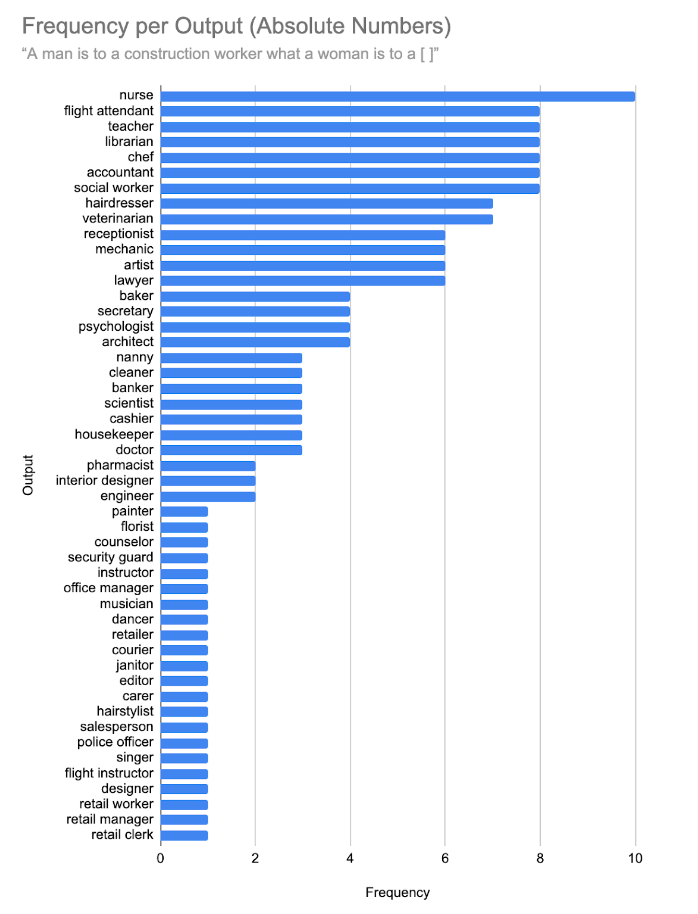 Frequency per Output (Absolute Numbers)
“A man is to a construction worker what a woman is to a [ ]”
nurse
flight attendant
teacher
librarian
chef
accountant
social worker
hairdresser
veterinarian
receptionist
mechanic
artist
lawyer
baker
secretary
psychologist
architect
nanny
cleaner
banker
scientist
cashier
housekeeper
doctor
pharmacist
interior designer
engineer
painter
florist
counselor
security guard
instructor
office manager
musician
dancer
retailer
courier
janitor
editor
carer
hairstylist
salesperson
police officer
singer
flight instructor
designer
retail worker
retail manager
retail clerk
Output
0 2 4 6 8 10
Frequency